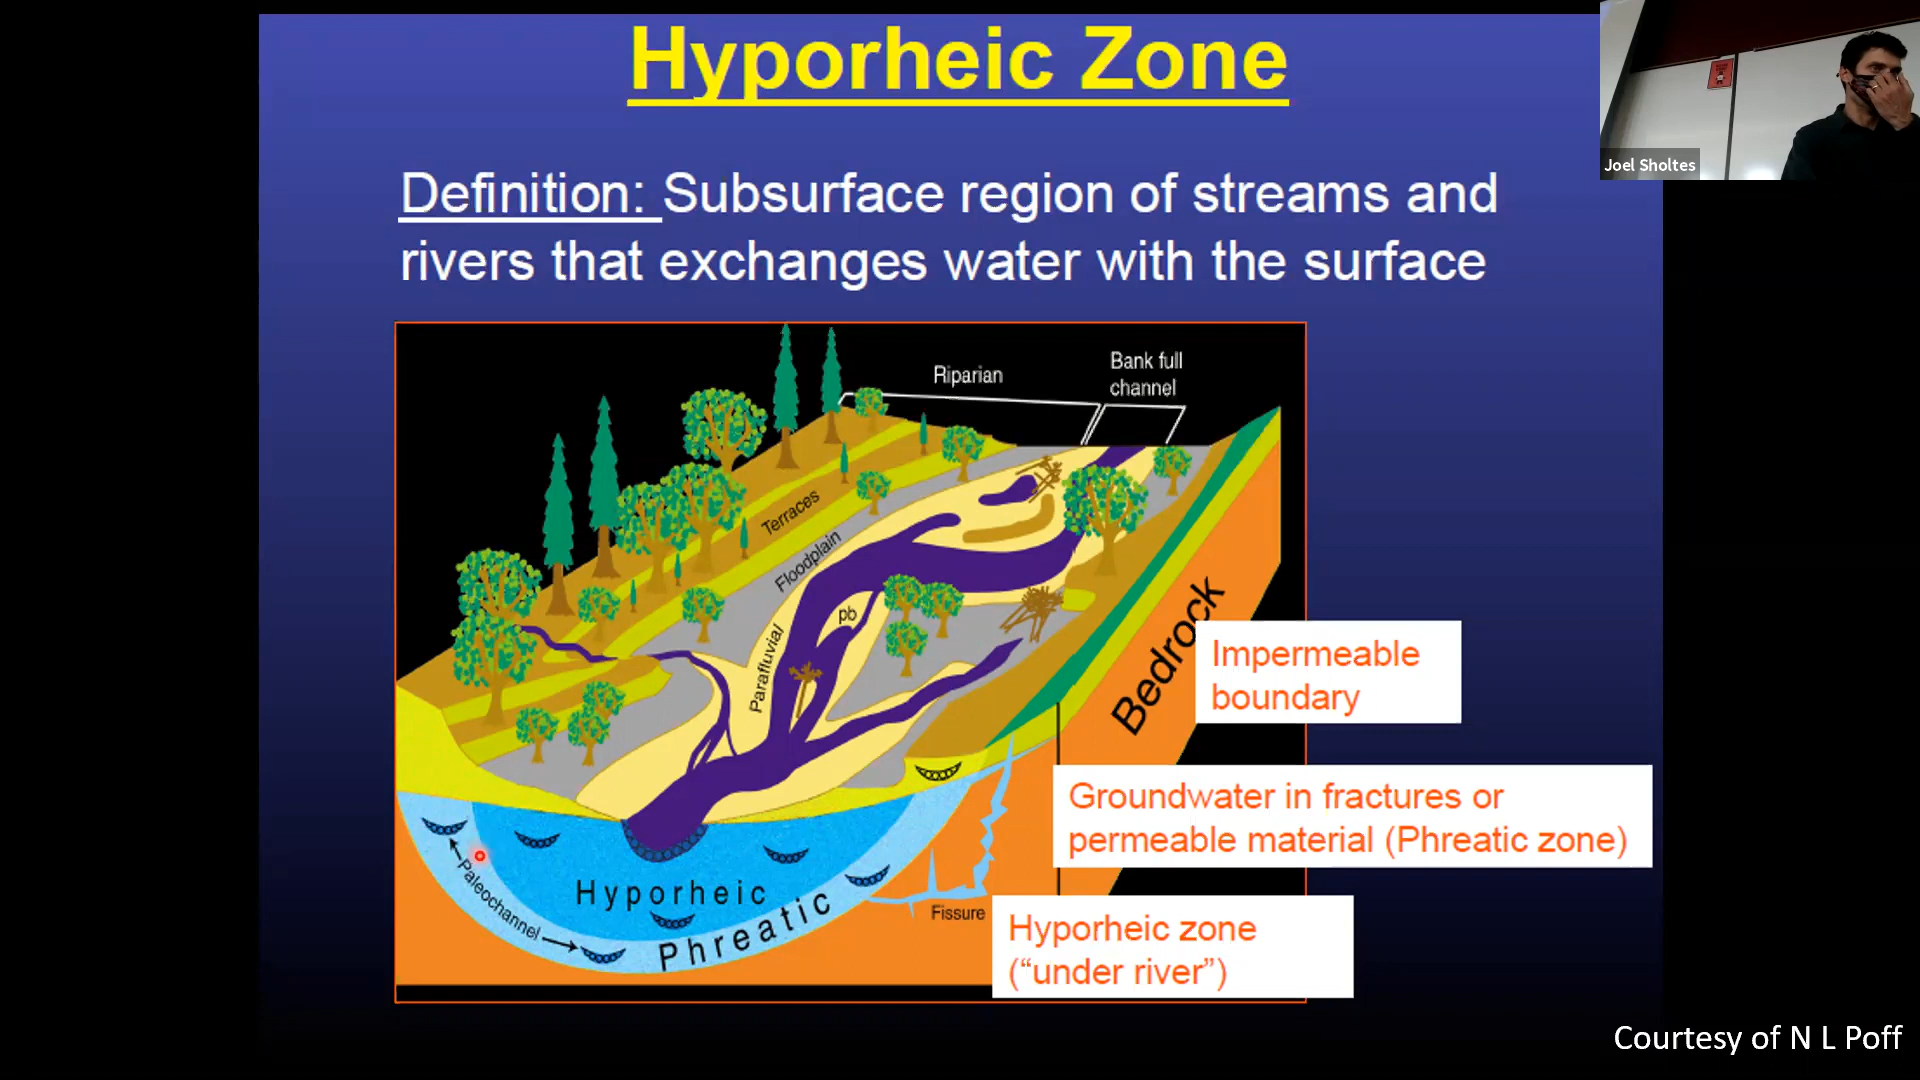 Hyporheic Zone
Joel Sholtes
Definition: Subsurface region of streams and
rivers that exchanges water with the surface
Riparian
Bank full
channel
Terraces
Floodplain
pb
Parafluvial
Bedrock
Impermeable
boundary
Groundwater in fractures or
permeable material (Phreatic zone)
Paleochannel
Hyporheic
Phreatic
Fissure
Hyporheic zone
(“under river”)
Courtesy of N L Poff